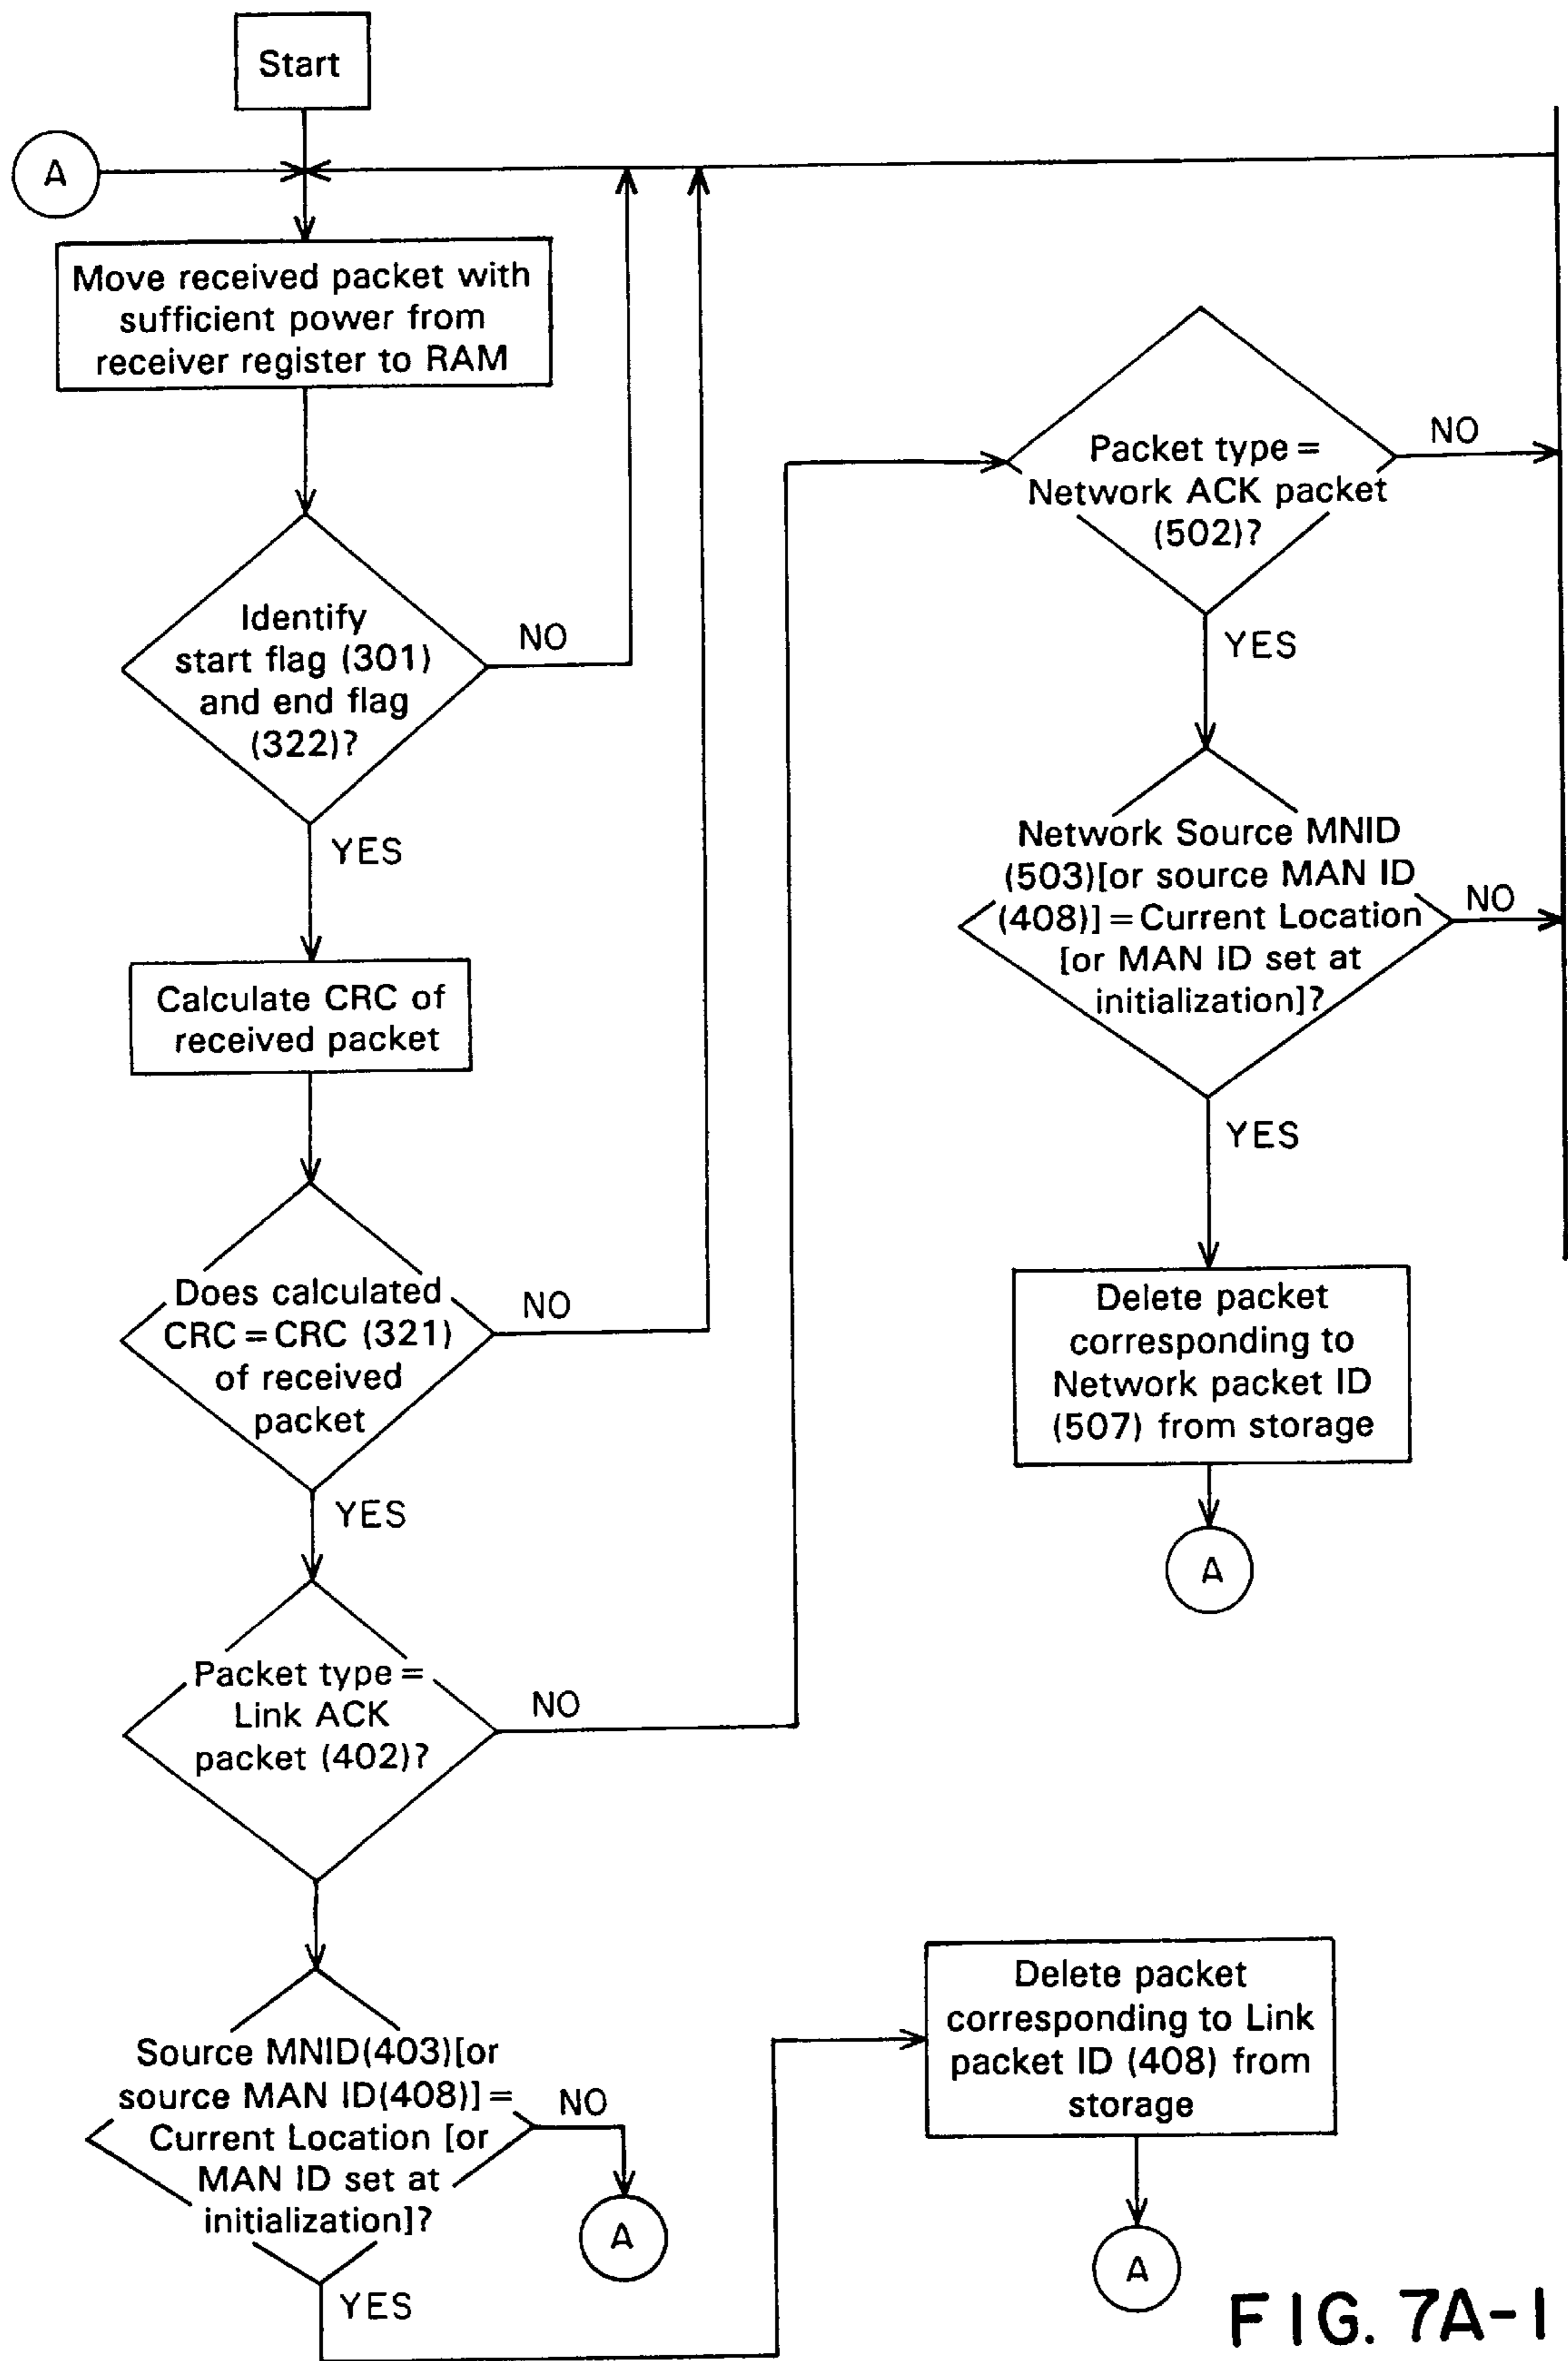 Start
A
Move received packet with
sufficient power from
receiver register to RAM
Identify
start flag (301)
and end flag
(322)?
NO
YES
Calculate CRC of
received packet
Does calculated
CRC=CRC (321)
of received
packet
NO
YES
Packet type=
Link ACK
packet (402)?
NO
Source MNID(403)[or
source MAN ID(408)]=
Current Location [or
MAN ID set at
initialization]?
NO
A
YES
Packet type=
Network ACK packet
(502)?
NO
YES
Network Source MNID
(503)[or source MAN ID
(408)]=Current Location
[or MAN ID set at
initialization]?
NO
YES
Delete packet
corresponding to
Network packet ID
(507) from storage
A
Delete packet
corresponding to Link
packet ID (408) from
storage
A
FIG. 7A-1